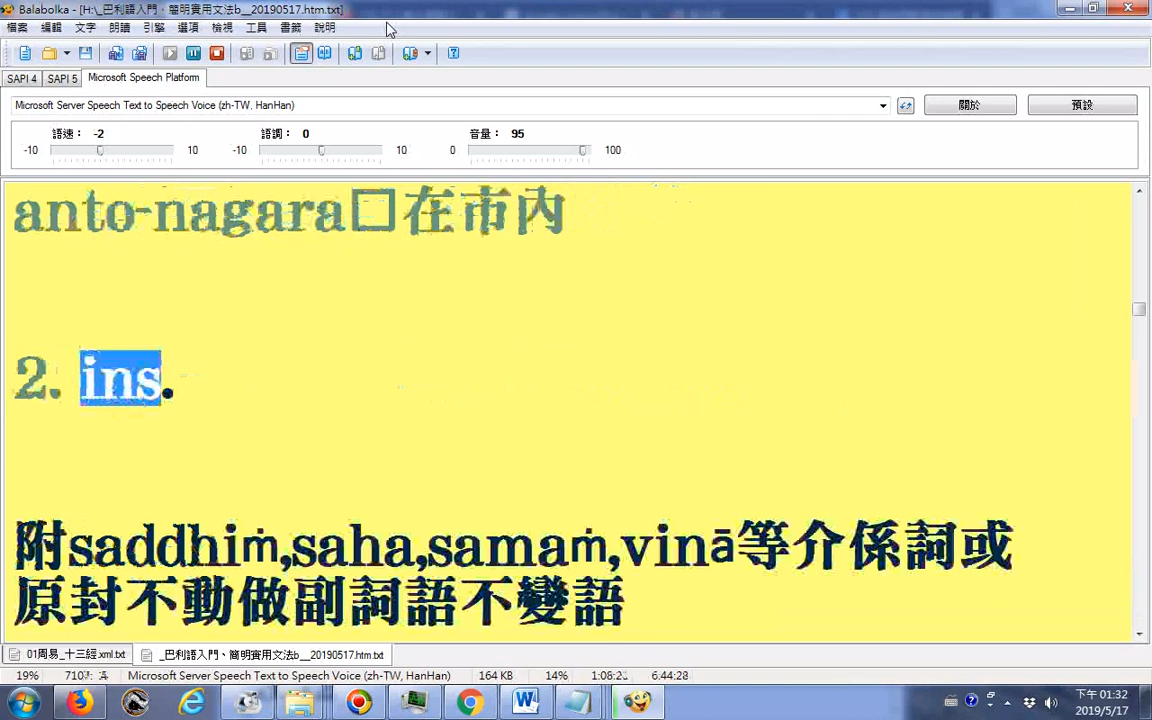 Balabolka - [H:\_巴利語入門、簡明實用文法b__20190517.htm.txt]
檔案 編輯 文字 朗讀 引擎 選項 檢視 工具 書籤 說明
SAPI 4 SAPI 5 Microsoft Speech Platform
Microsoft Server Speech Text to Speech Voice (zh-TW, HanHan) 關於 預設
語速： -2 語調： 0 音量： 95
-10 10 -10 10 0 100
anto-nagara□在市內
2. ins.
附saddhiṁ,saha,samaṁ,vinā等介係詞或
原封不動做副詞語不變語
01周易_十三經.xml.txt _巴利語入門、簡明實用文法b__20190517.htm.txt
19% Microsoft Server Speech Text to Speech Voice (zh-TW, HanHan) 164 KB 14% 6:44:28
下午 01:32
2019/5/17